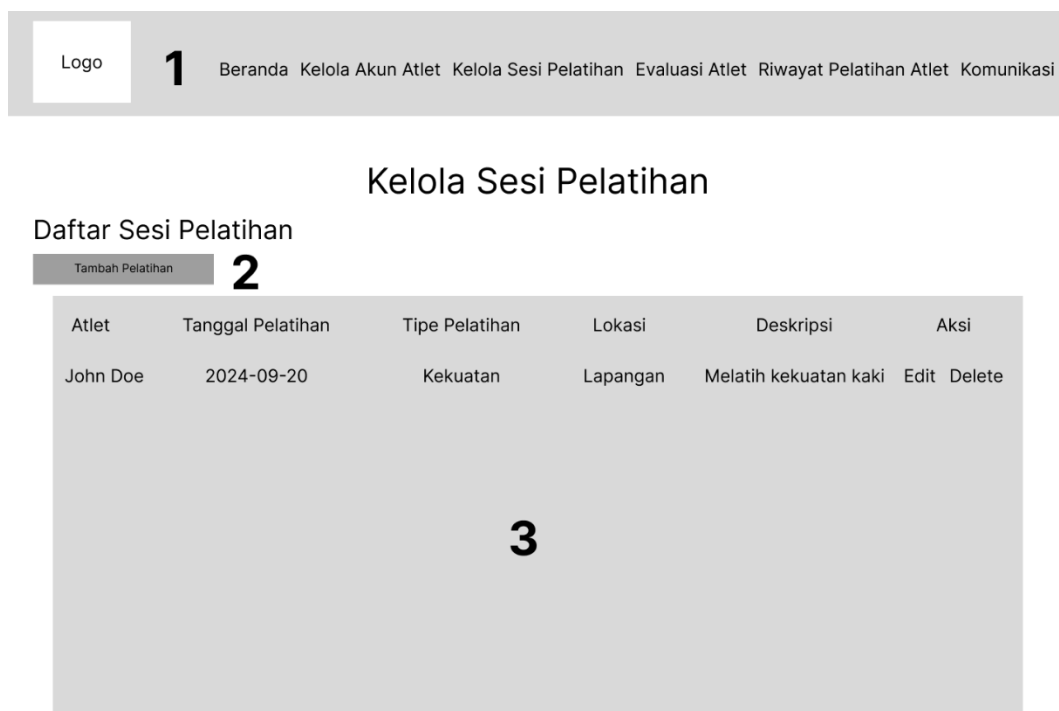 Logo
1
Beranda Kelola Akun Atlet Kelola Sesi Pelatihan Evaluasi Atlet Riwayat Pelatihan Atlet Komunikasi
Kelola Sesi Pelatihan
Daftar Sesi Pelatihan
Tambah Pelatihan
2
Atlet Tanggal Pelatihan Tipe Pelatihan Lokasi Deskripsi Aksi
John Doe 2024-09-20 Kekuatan Lapangan Melatih kekuatan kaki Edit Delete
3